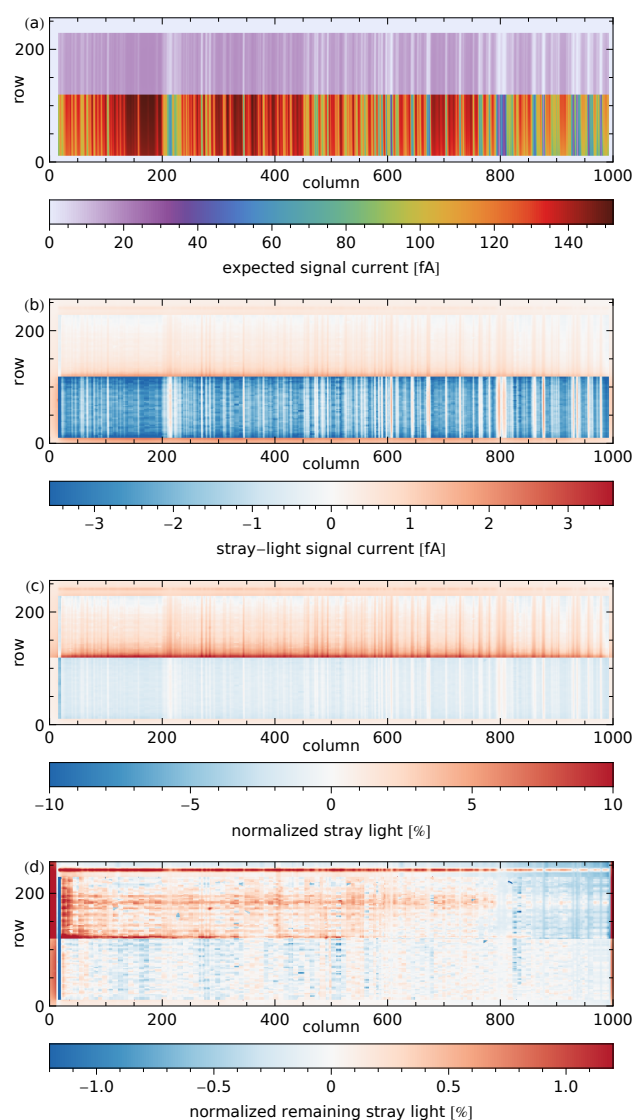 (a)
200
row
0
0 200 400 600 800 1000
column
0 20 40 60 80 100 120 140
expected signal current [fA]
(b)
200
row
0
0 200 400 600 800 1000
column
−3 −2 −1 0 1 2 3
stray−light signal current [fA]
(c)
200
row
0
0 200 400 600 800 1000
column
−10 −5 0 5 10
normalized stray light [%]
(d)
200
row
0
0 200 400 600 800 1000
column
−1.0 −0.5 0 0.5 1.0
normalized remaining stray light [%]